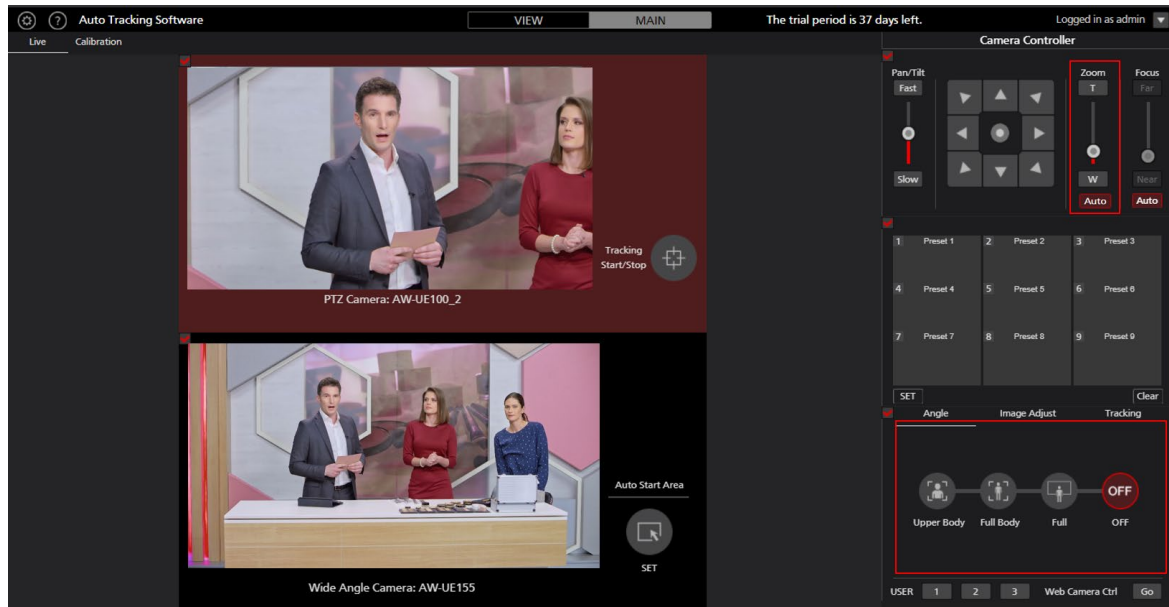 Auto Tracking Software
VIEW
MAIN
The trial period is 37 days left.
Logged in as admin
Live
Calibration
Tracking
Start/Stop
PTZ Camera: AW-UE100_2
Auto Start Area
SET
Wide Angle Camera: AW-UE155
Camera Controller
Pan/Tilt
Fast
Slow
Zoom
T
W
Auto
Focus
Far
Near
Auto
1 Preset 1
2 Preset 2
3 Preset 3
4 Preset 4
5 Preset 5
6 Preset 6
7 Preset 7
8 Preset 8
9 Preset 9
SET
Clear
Angle
Image Adjust
Tracking
OFF
Upper Body
Full Body
Full
OFF
USER 1 2 3 Web Camera Ctrl Go